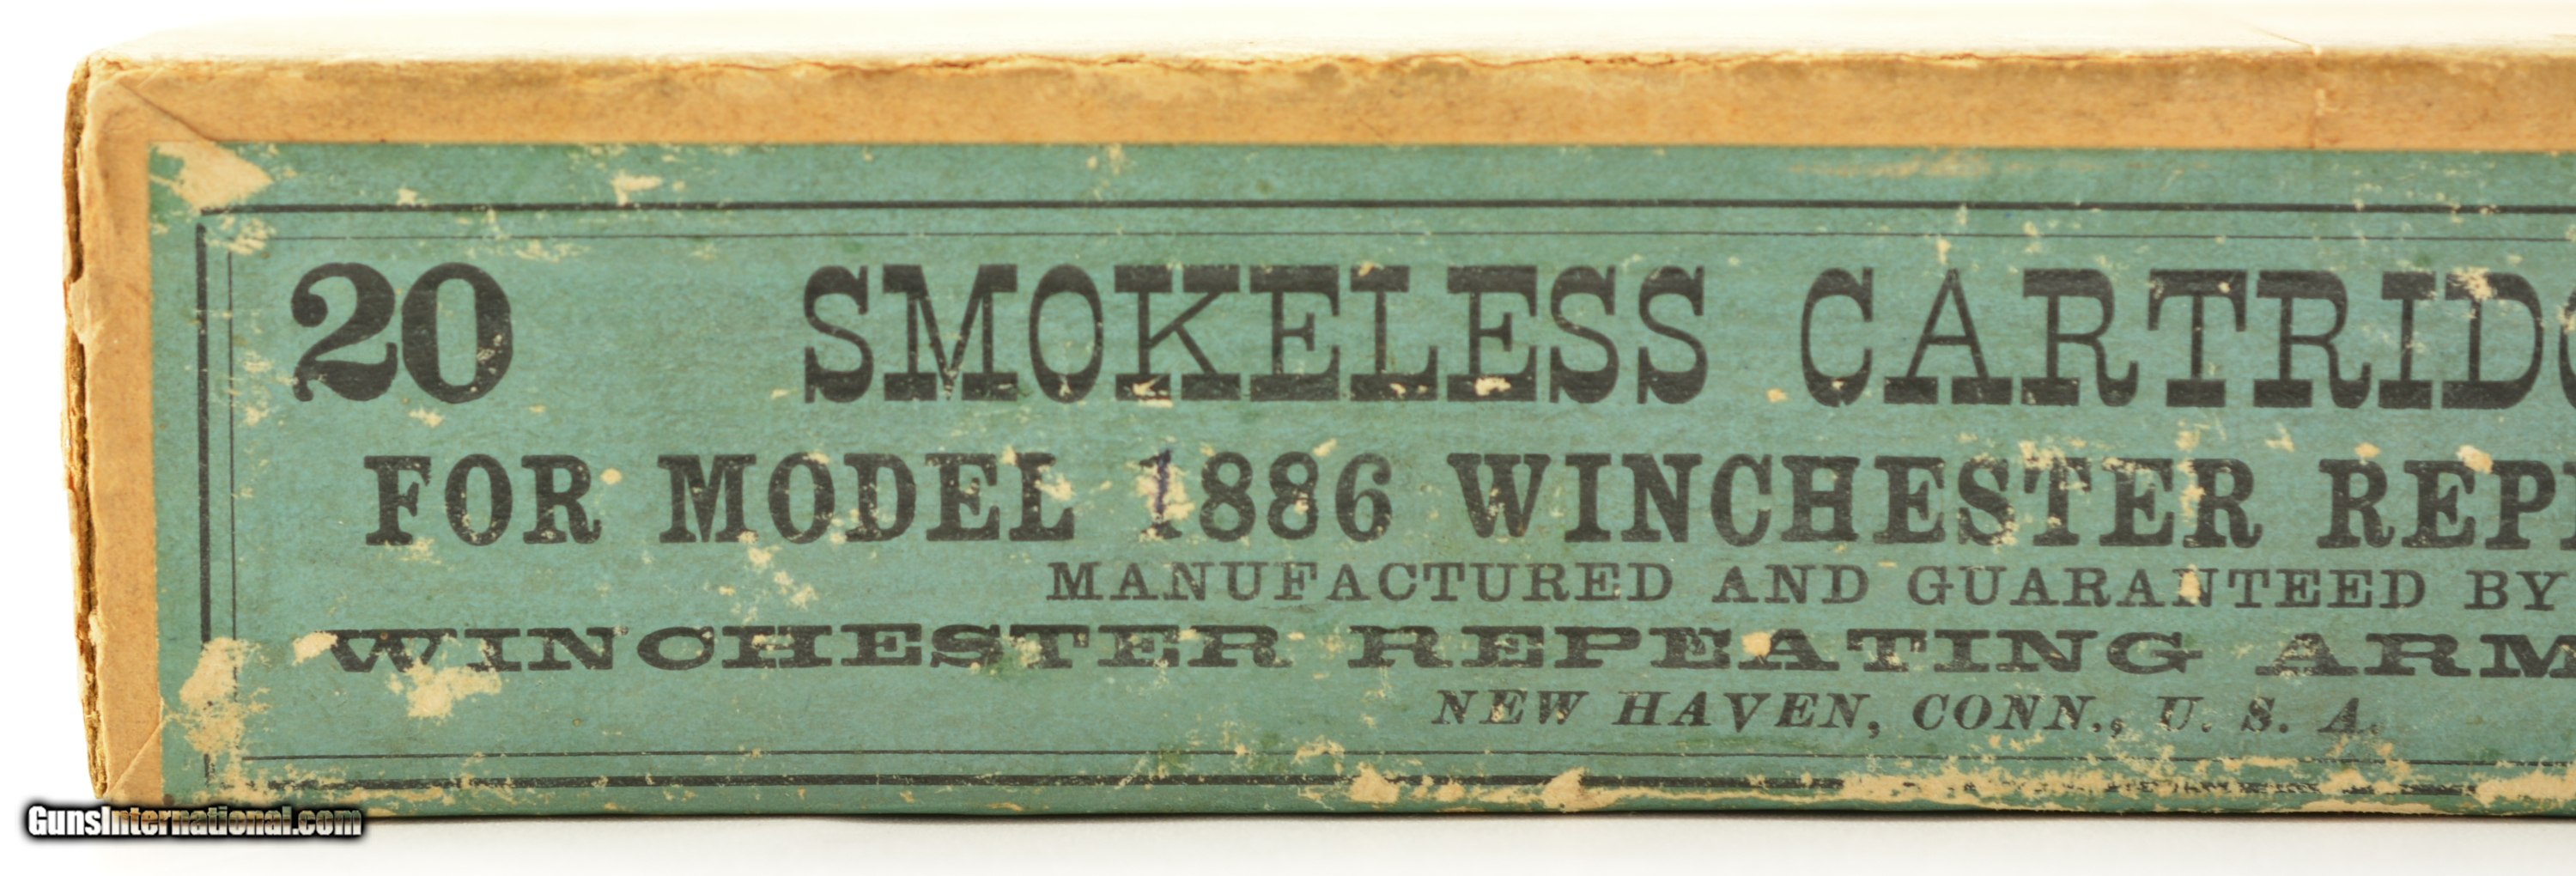 20 SMOKELESS CARTRIDG
FOR MODEL 1886 WINCHESTER REP
MANUFACTURED AND GUARANTEED BY
WINCHESTER REPEATING ARM
NEW HAVEN, CONN., U. S. A.
GunsInternational.com